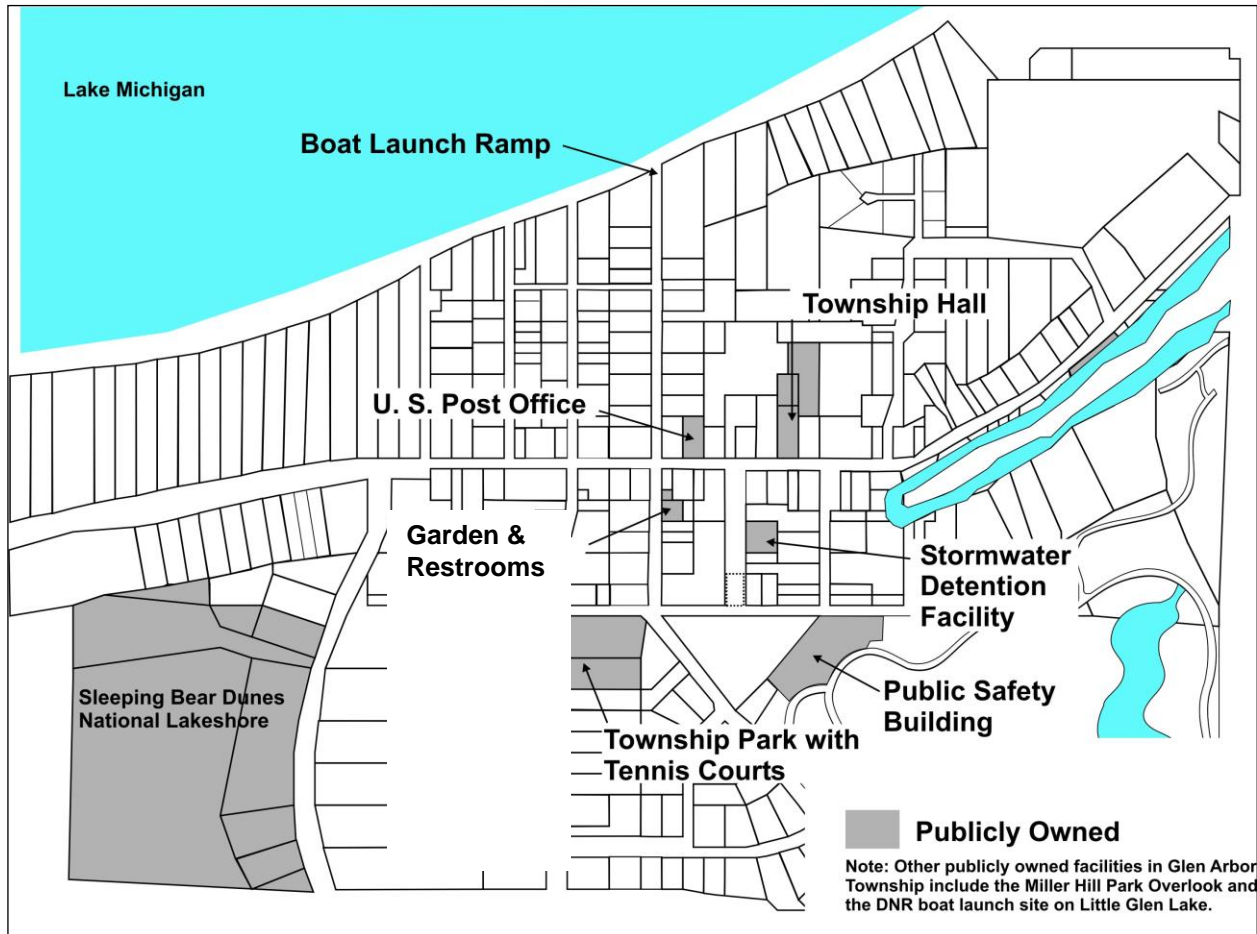 Lake Michigan
Boat Launch Ramp
Township Hall
U. S. Post Office
Garden &
Restrooms
Stormwater
Detention
Facility
Sleeping Bear Dunes
National Lakeshore
Public Safety
Building
Township Park with
Tennis Courts
Publicly Owned
Note: Other publicly owned facilities in Glen Arbor
Township include the Miller Hill Park Overlook and
the DNR boat launch site on Little Glen Lake.